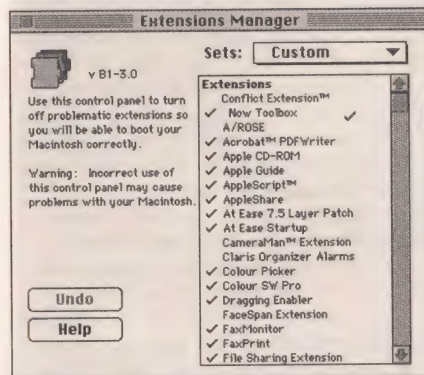 Extensions Manager
v B1-3.0
Use this control panel to turn
off problematic extensions so
you will be able to boot your
Macintosh correctly.
Warning: Incorrect use of
this control panel may cause
problems with your Macintosh.
Undo
Help
Sets: Custom
Extensions
Conflict Extension™
✓ Now Toolbox ✓
A/ROSE
✓ Acrobat™ PDFWriter
✓ Apple CD-ROM
✓ Apple Guide
✓ AppleScript™
✓ AppleShare
✓ At Ease 7.5 Layer Patch
✓ At Ease Startup
CameraMan™ Extension
Claris Organizer Alarms
✓ Colour Picker
✓ Colour SW Pro
✓ Dragging Enabler
FaceSpan Extension
✓ FaxMonitor
✓ FaxPrint
✓ File Sharing Extension